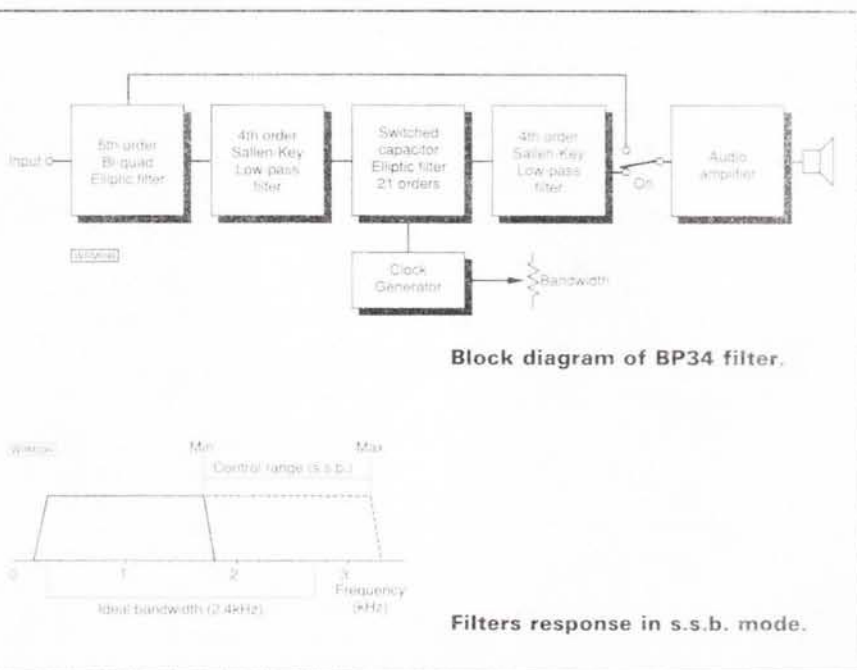 Input
5th order
Bi-quad
Elliptic filter
4th order
Sallen-Key
Low-pass
filter
Switched
capacitor
Elliptic filter
21 orders
4th order
Sallen-Key
Low-pass
filter
On
Audio
amplifier
Clock
Generator
Bandwidth
Block diagram of BP34 filter.
Min
Max
Control range (s.s.b.)
0
1
2
3
Frequency
(kHz)
Ideal bandwidth (2.4kHz)
Filters response in s.s.b. mode.